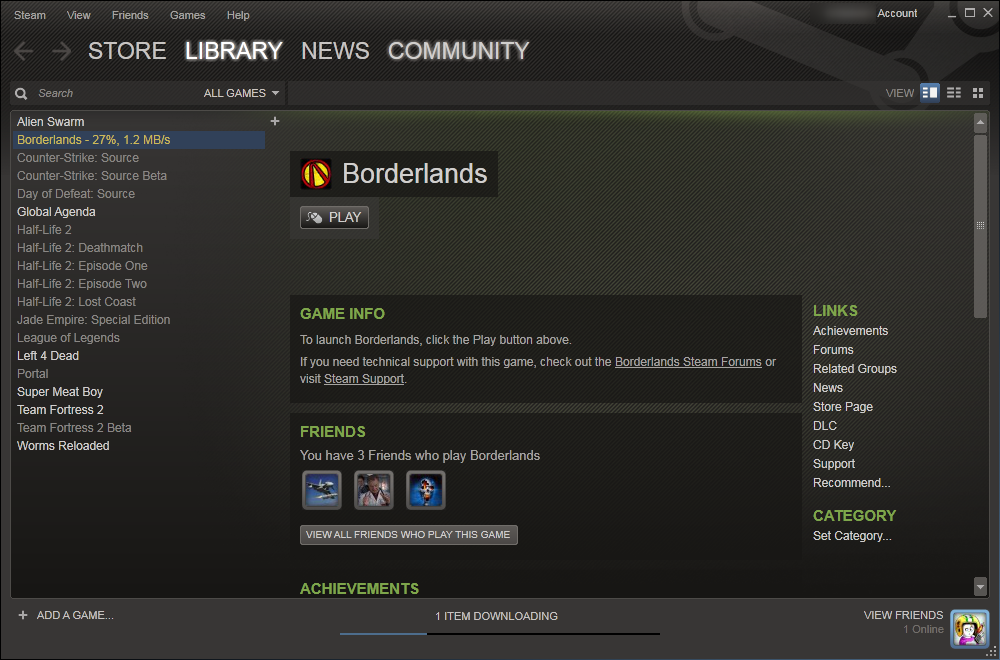 Steam View Friends Games Help Account
STORE LIBRARY NEWS COMMUNITY
Search ALL GAMES VIEW
Alien Swarm +
Borderlands - 27%, 1.2 MB/s
Counter-Strike: Source
Counter-Strike: Source Beta
Day of Defeat: Source
Global Agenda
Half-Life 2
Half-Life 2: Deathmatch
Half-Life 2: Episode One
Half-Life 2: Episode Two
Half-Life 2: Lost Coast
Jade Empire: Special Edition
League of Legends
Left 4 Dead
Portal
Super Meat Boy
Team Fortress 2
Team Fortress 2 Beta
Worms Reloaded
Borderlands
PLAY
GAME INFO
To launch Borderlands, click the Play button above.
If you need technical support with this game, check out the Borderlands Steam Forums or
visit Steam Support.
FRIENDS
You have 3 Friends who play Borderlands
VIEW ALL FRIENDS WHO PLAY THIS GAME
ACHIEVEMENTS
LINKS
Achievements
Forums
Related Groups
News
Store Page
DLC
CD Key
Support
Recommend...
CATEGORY
Set Category...
+ ADD A GAME...
1 ITEM DOWNLOADING
VIEW FRIENDS
1 Online